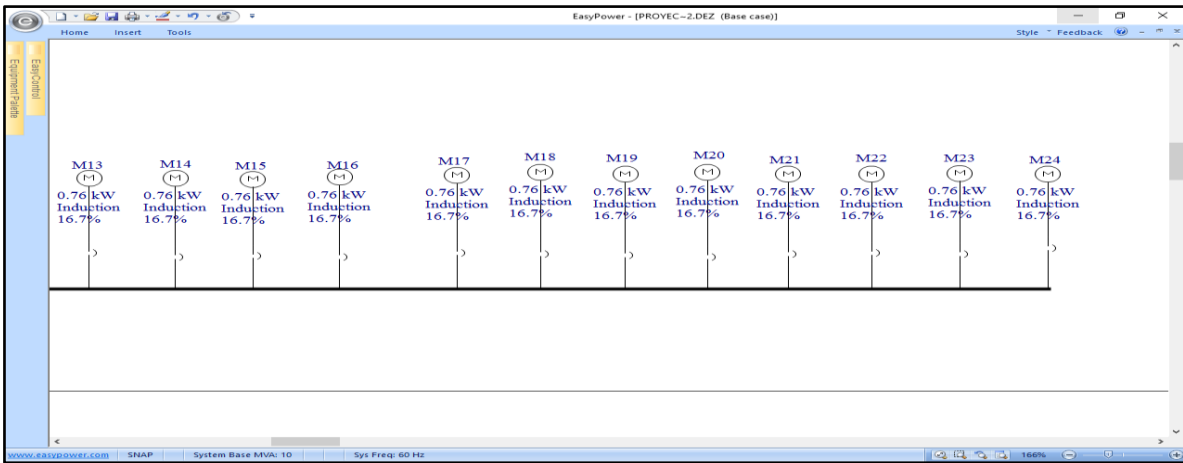 EasyPower - [PROYEC~2.DEZ (Base case)]
Home Insert Tools Style Feedback
Equipment Palette
EasyControl
M13
0.76 kW
Induction
16.7%
M14
0.76 kW
Induction
16.7%
M15
0.76 kW
Induction
16.7%
M16
0.76 kW
Induction
16.7%
M17
0.76 kW
Induction
16.7%
M18
0.76 kW
Induction
16.7%
M19
0.76 kW
Induction
16.7%
M20
0.76 kW
Induction
16.7%
M21
0.76 kW
Induction
16.7%
M22
0.76 kW
Induction
16.7%
M23
0.76 kW
Induction
16.7%
M24
0.76 kW
Induction
16.7%
www.easypower.com SNAP System Base MVA: 10 Sys Freq: 60 Hz 166%